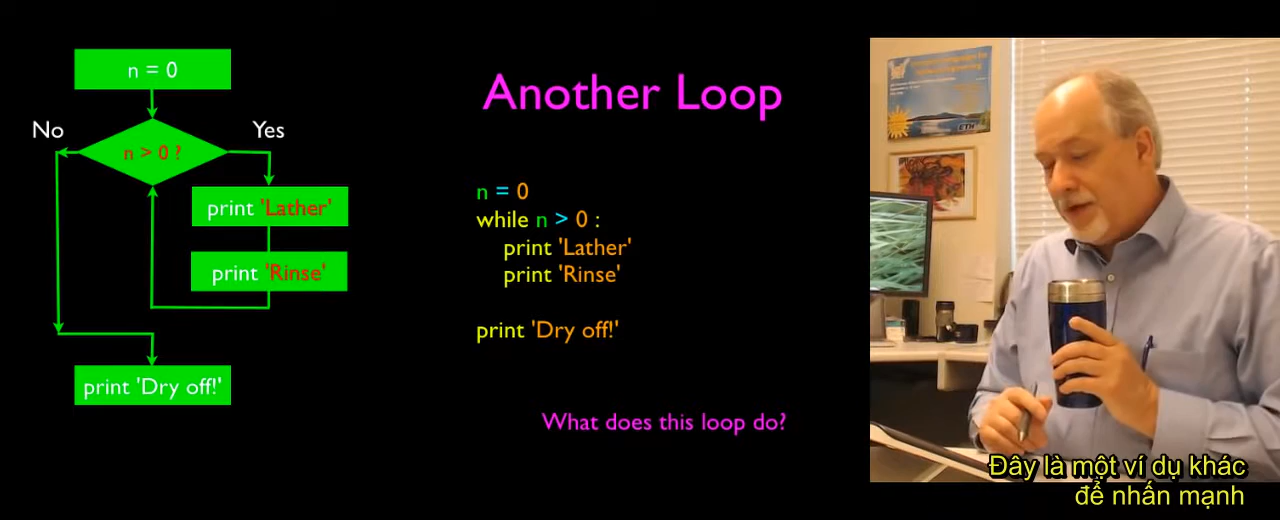 n = 0
No
Yes
n > 0 ?
print 'Lather'
print 'Rinse'
print 'Dry off!'
Another Loop
n = 0
while n > 0 :
print 'Lather'
print 'Rinse'
print 'Dry off!'
What does this loop do?
Đây là một ví dụ khác
để nhấn mạnh